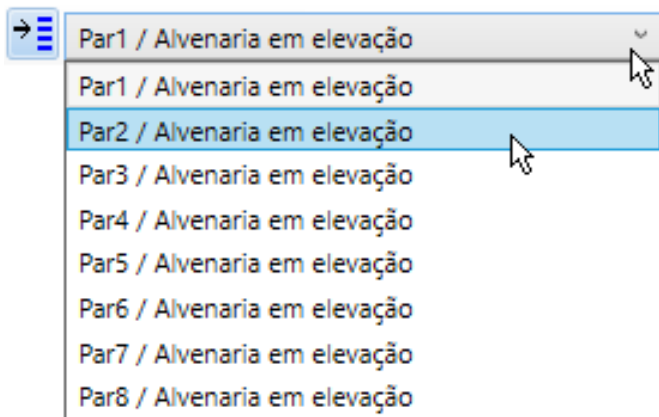 Par1 / Alvenaria em elevação
Par1 / Alvenaria em elevação
Par2 / Alvenaria em elevação
Par3 / Alvenaria em elevação
Par4 / Alvenaria em elevação
Par5 / Alvenaria em elevação
Par6 / Alvenaria em elevação
Par7 / Alvenaria em elevação
Par8 / Alvenaria em elevação